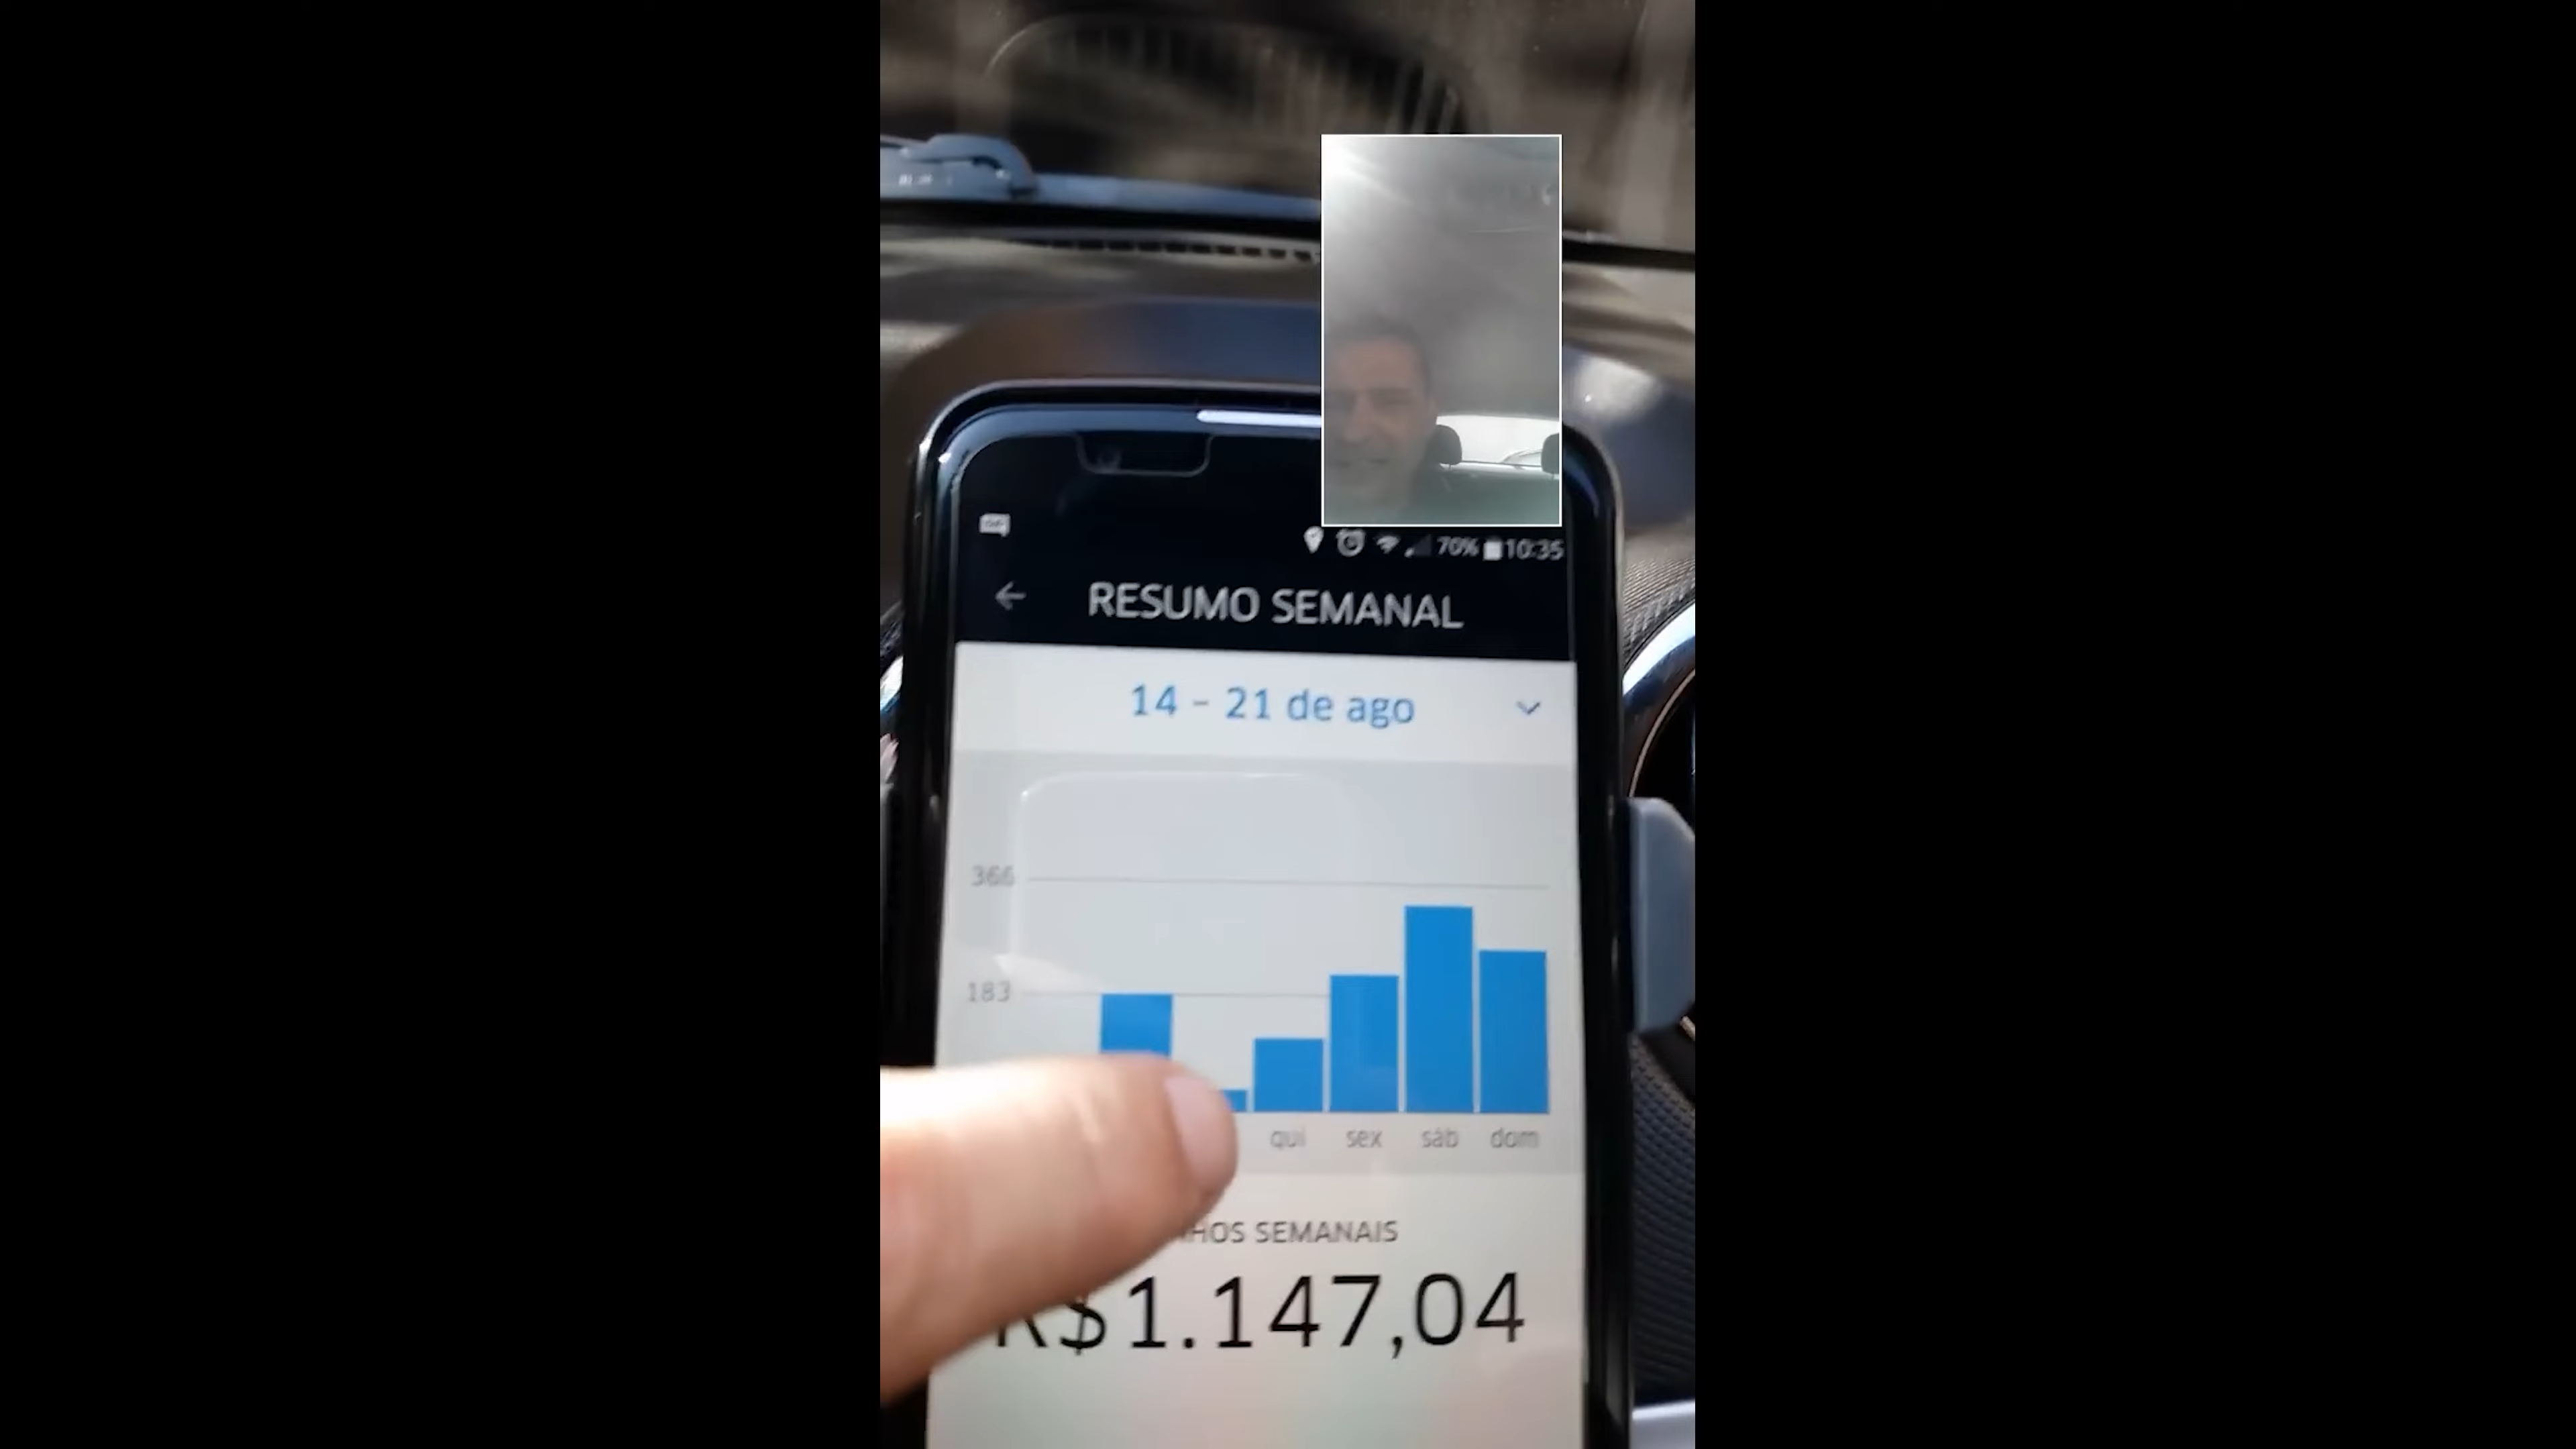 70% 10:35
RESUMO SEMANAL
14 - 21 de ago
366
183
qui sex sáb dom
HOS SEMANAIS
R$1.147,04